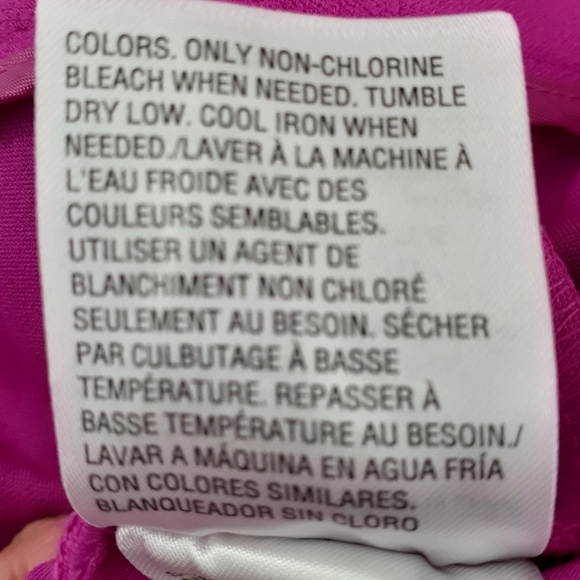 COLORS. ONLY NON-CHLORINE
BLEACH WHEN NEEDED. TUMBLE
DRY LOW. COOL IRON WHEN
NEEDED./LAVER À LA MACHINE À
L'EAU FROIDE AVEC DES
COULEURS SEMBLABLES.
UTILISER UN AGENT DE
BLANCHIMENT NON CHLORÉ
SEULEMENT AU BESOIN. SÉCHER
PAR CULBUTAGE À BASSE
TEMPÉRATURE. REPASSER À
BASSE TEMPÉRATURE AU BESOIN./
LAVAR A MÁQUINA EN AGUA FRÍA
CON COLORES SIMILARES.
BLANQUEADOR SIN CLORO